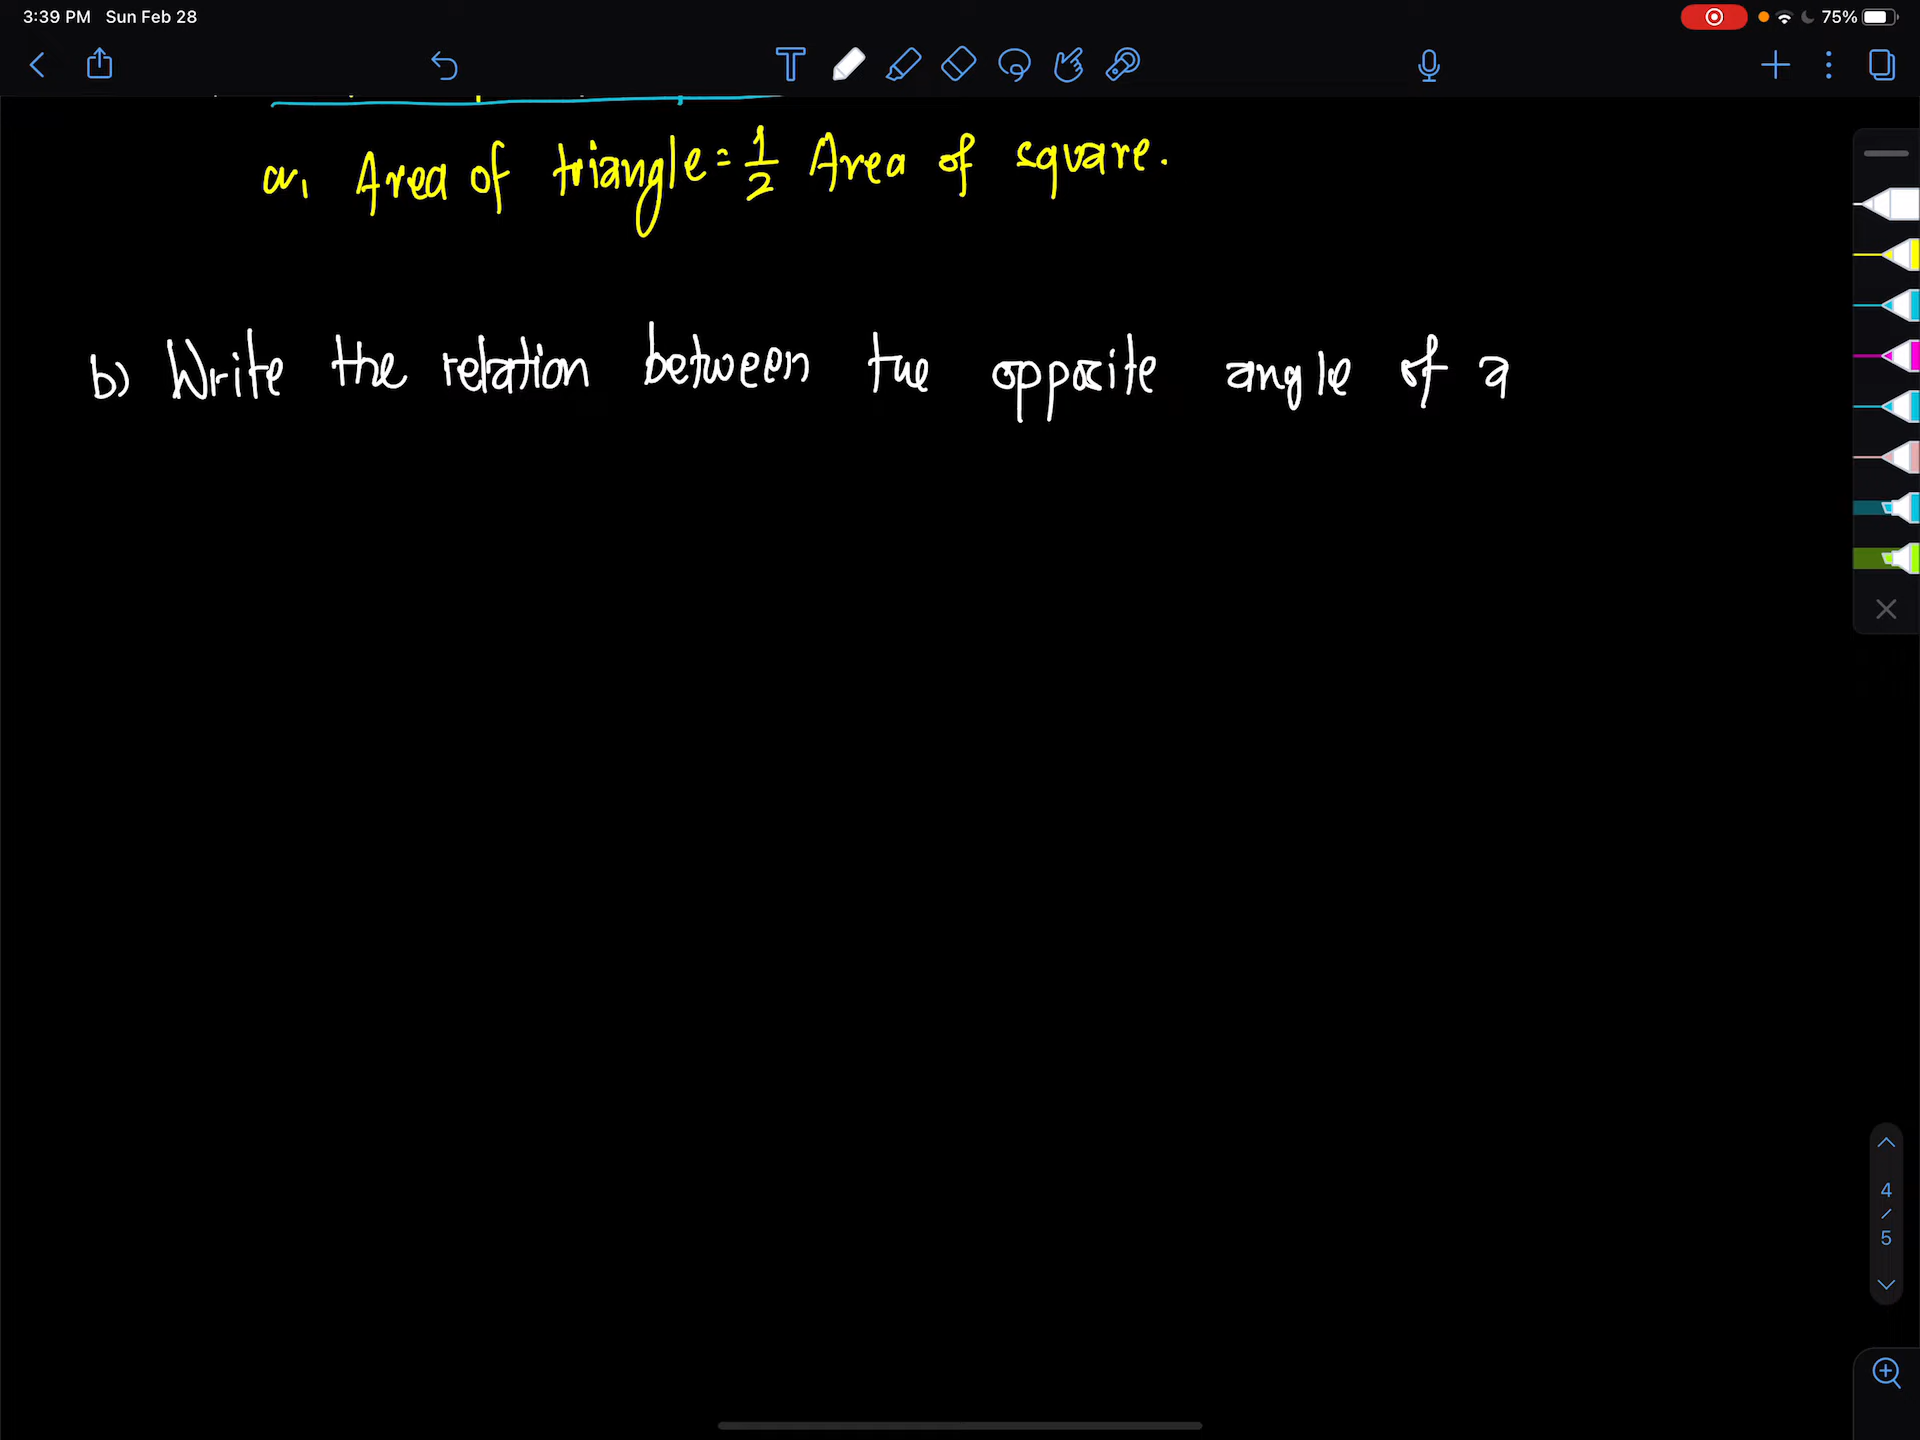 3:39 PM Sun Feb 28
75%
or, Area of triangle = 1/2 Area of square.
b) Write the relation between the opposite angle of a
4
/
5